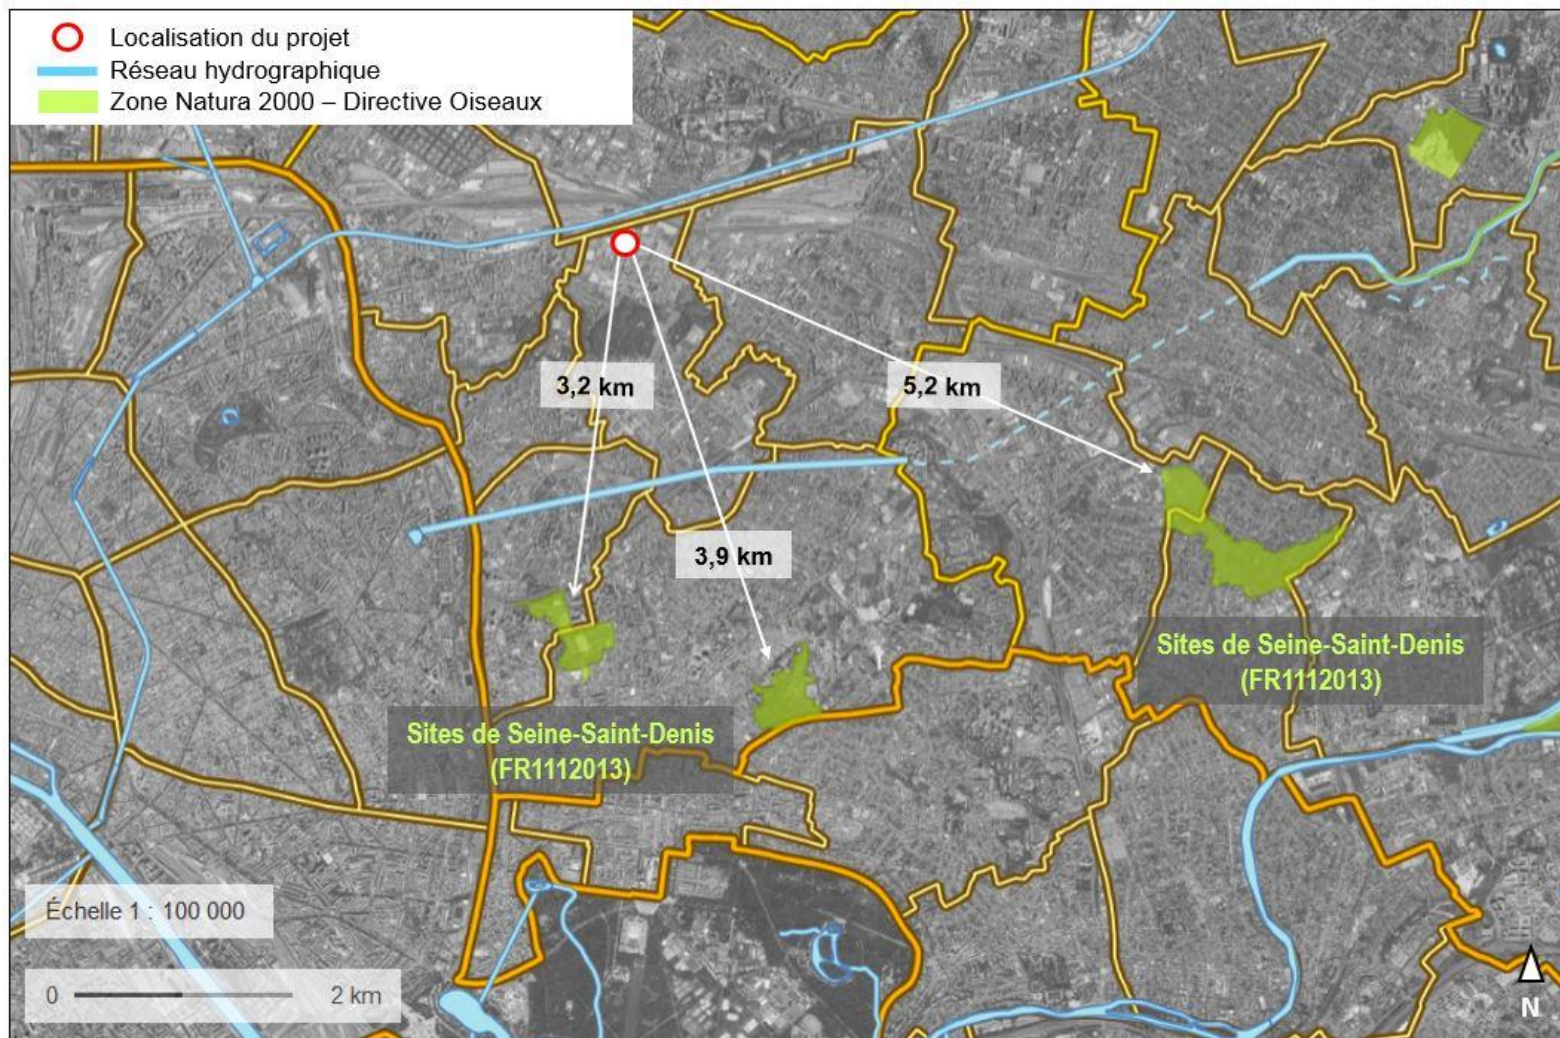 Localisation du projet
Réseau hydrographique
Zone Natura 2000 – Directive Oiseaux
3,2 km
5,2 km
3,9 km
Sites de Seine-Saint-Denis
(FR1112013)
Sites de Seine-Saint-Denis
(FR1112013)
Échelle 1 : 100 000
0 2 km
N